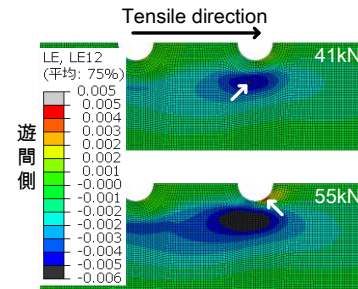 Tensile direction
41kN
LE, LE12
(平均: 75%)
0.005
0.005
0.004
0.003
0.002
0.002
0.001
-0.000
-0.001
-0.002
-0.003
-0.003
-0.004
-0.005
-0.006
遊間側
55kN